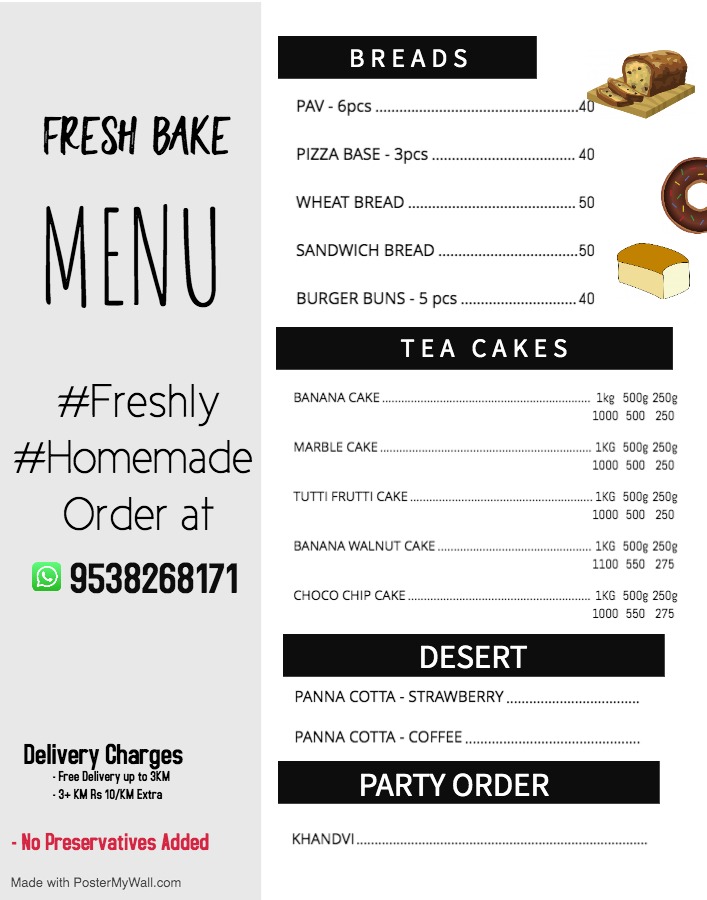 FRESH BAKE
MENU
#Freshly
#Homemade
Order at
9538268171
Delivery Charges
- Free Delivery up to 3KM
- 3+ KM Rs 10/KM Extra
- No Preservatives Added
Made with PosterMyWall.com
BREADS
PAV - 6pcs ..................................................40
PIZZA BASE - 3pcs .................................... 40
WHEAT BREAD .......................................... 50
SANDWICH BREAD ...................................50
BURGER BUNS - 5 pcs ............................. 40
TEA CAKES
BANANA CAKE ................................................................ 1kg 500g 250g
1000 500 250
MARBLE CAKE ................................................................ 1KG 500g 250g
1000 500 250
TUTTI FRUTTI CAKE ........................................................ 1KG 500g 250g
1000 500 250
BANANA WALNUT CAKE ............................................... 1KG 500g 250g
1100 550 275
CHOCO CHIP CAKE ........................................................ 1KG 500g 250g
1000 550 275
DESERT
PANNA COTTA - STRAWBERRY ..................................
PANNA COTTA - COFFEE ............................................
PARTY ORDER
KHANDVI ..........................................................................